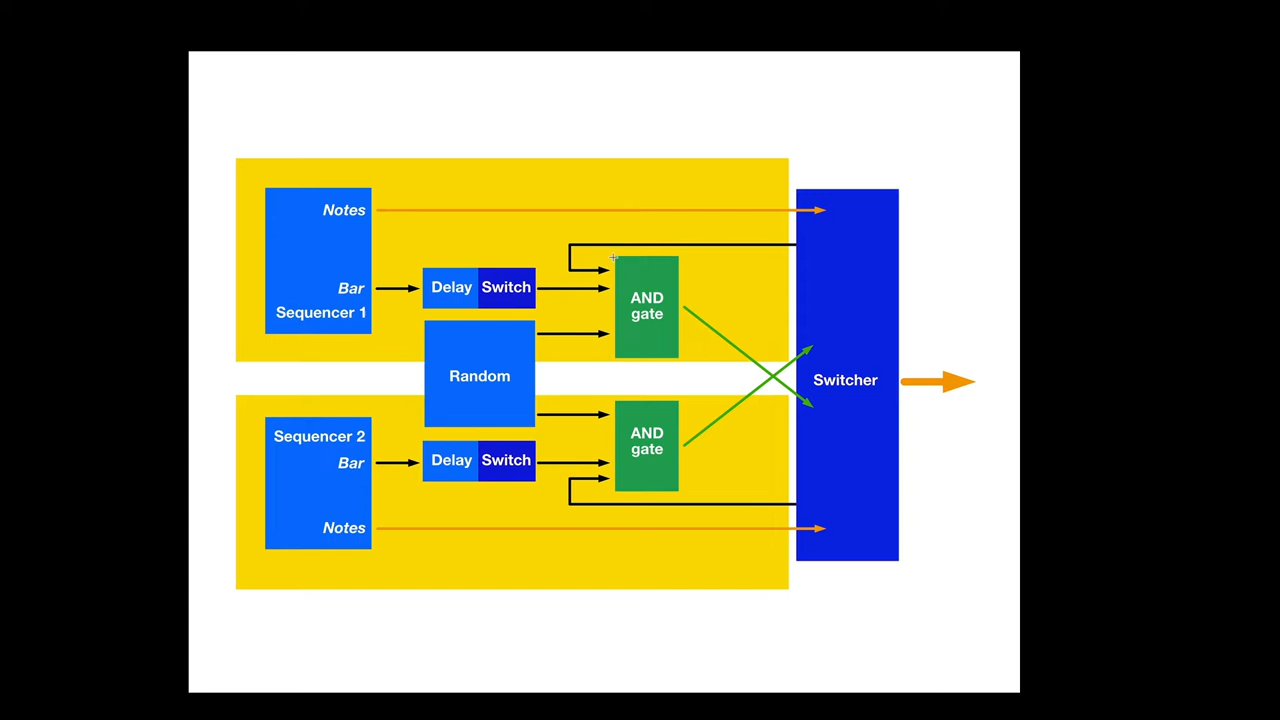 Notes
Bar
Sequencer 1
Delay Switch
AND
gate
Random
Switcher
Sequencer 2
Bar
Delay Switch
AND
gate
Notes